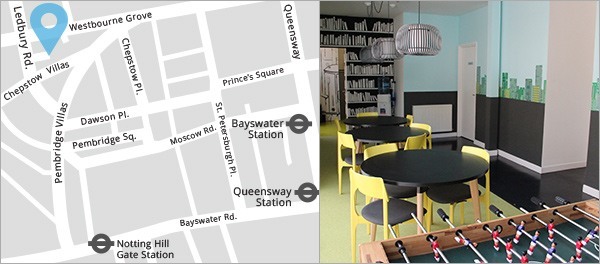 Ledbury Rd.
Westbourne Grove
Queensway
Chepstow Villas
Chepstow Pl.
Prince's Square
Pembridge Villas
Dawson Pl.
St. Petersburgh Pl.
Bayswater
Station
Pembridge Sq.
Moscow Rd.
Queensway
Station
Bayswater Rd.
Notting Hill
Gate Station